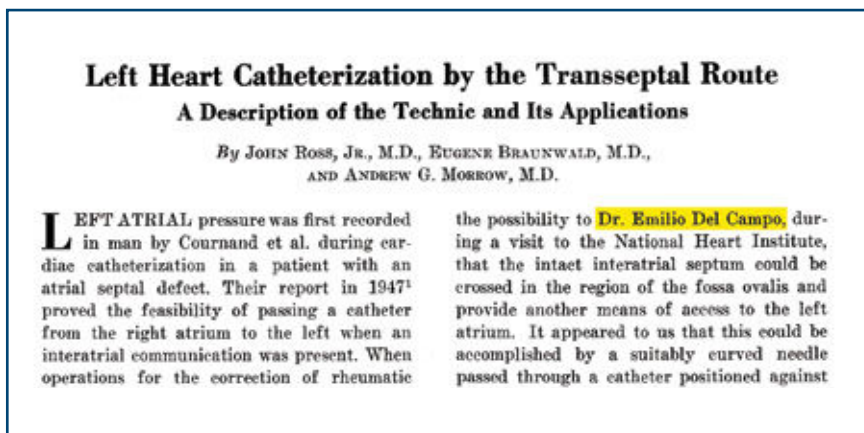 Left Heart Catheterization by the Transseptal Route
A Description of the Technic and Its Applications
By JOHN ROSS, JR., M.D., EUGENE BRAUNWALD, M.D.,
AND ANDREW G. MORROW, M.D.
LEFT ATRIAL pressure was first recorded
in man by Cournand et al. during car-
diac catheterization in a patient with an
atrial septal defect. Their report in 1947¹
proved the feasibility of passing a catheter
from the right atrium to the left when an
interatrial communication was present. When
operations for the correction of rheumatic
the possibility to Dr. Emilio Del Campo, dur-
ing a visit to the National Heart Institute,
that the intact interatrial septum could be
crossed in the region of the fossa ovalis and
provide another means of access to the left
atrium. It appeared to us that this could be
accomplished by a suitably curved needle
passed through a catheter positioned against